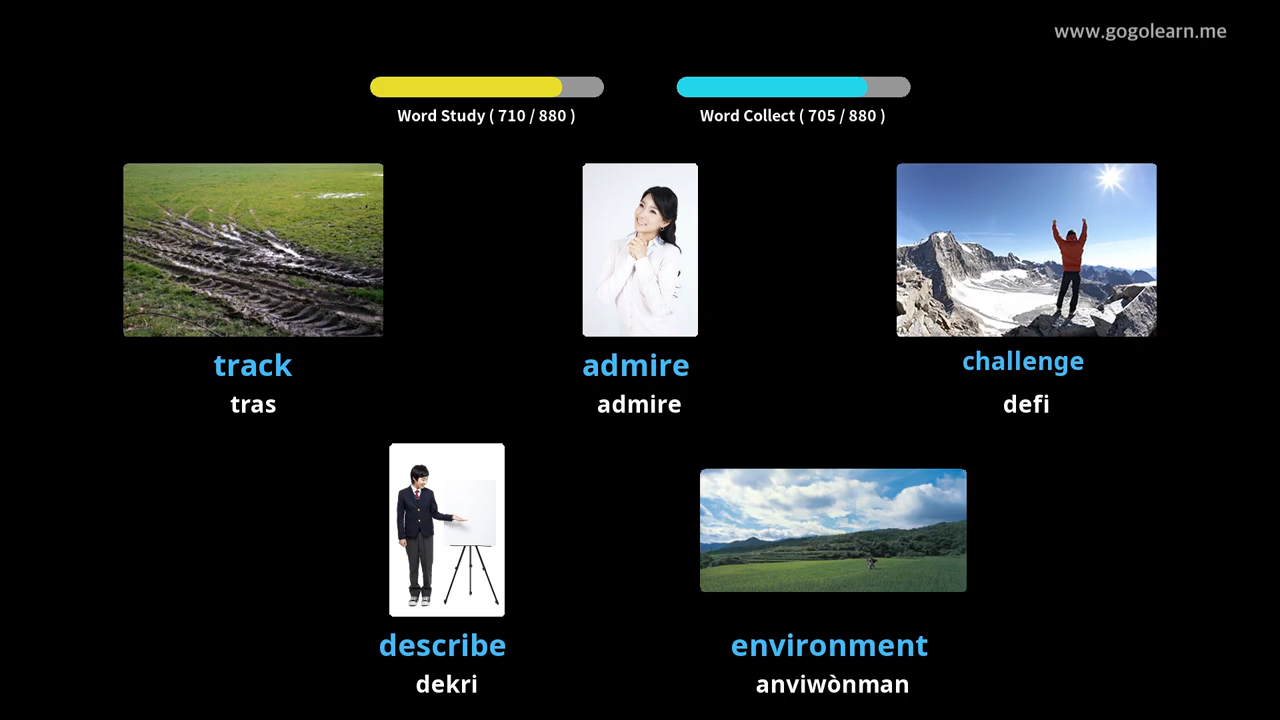 www.gogolearn.me
Word Study ( 710 / 880 )
Word Collect ( 705 / 880 )
track
admire
challenge
tras
admire
defi
describe
environment
dekri
anviwònman